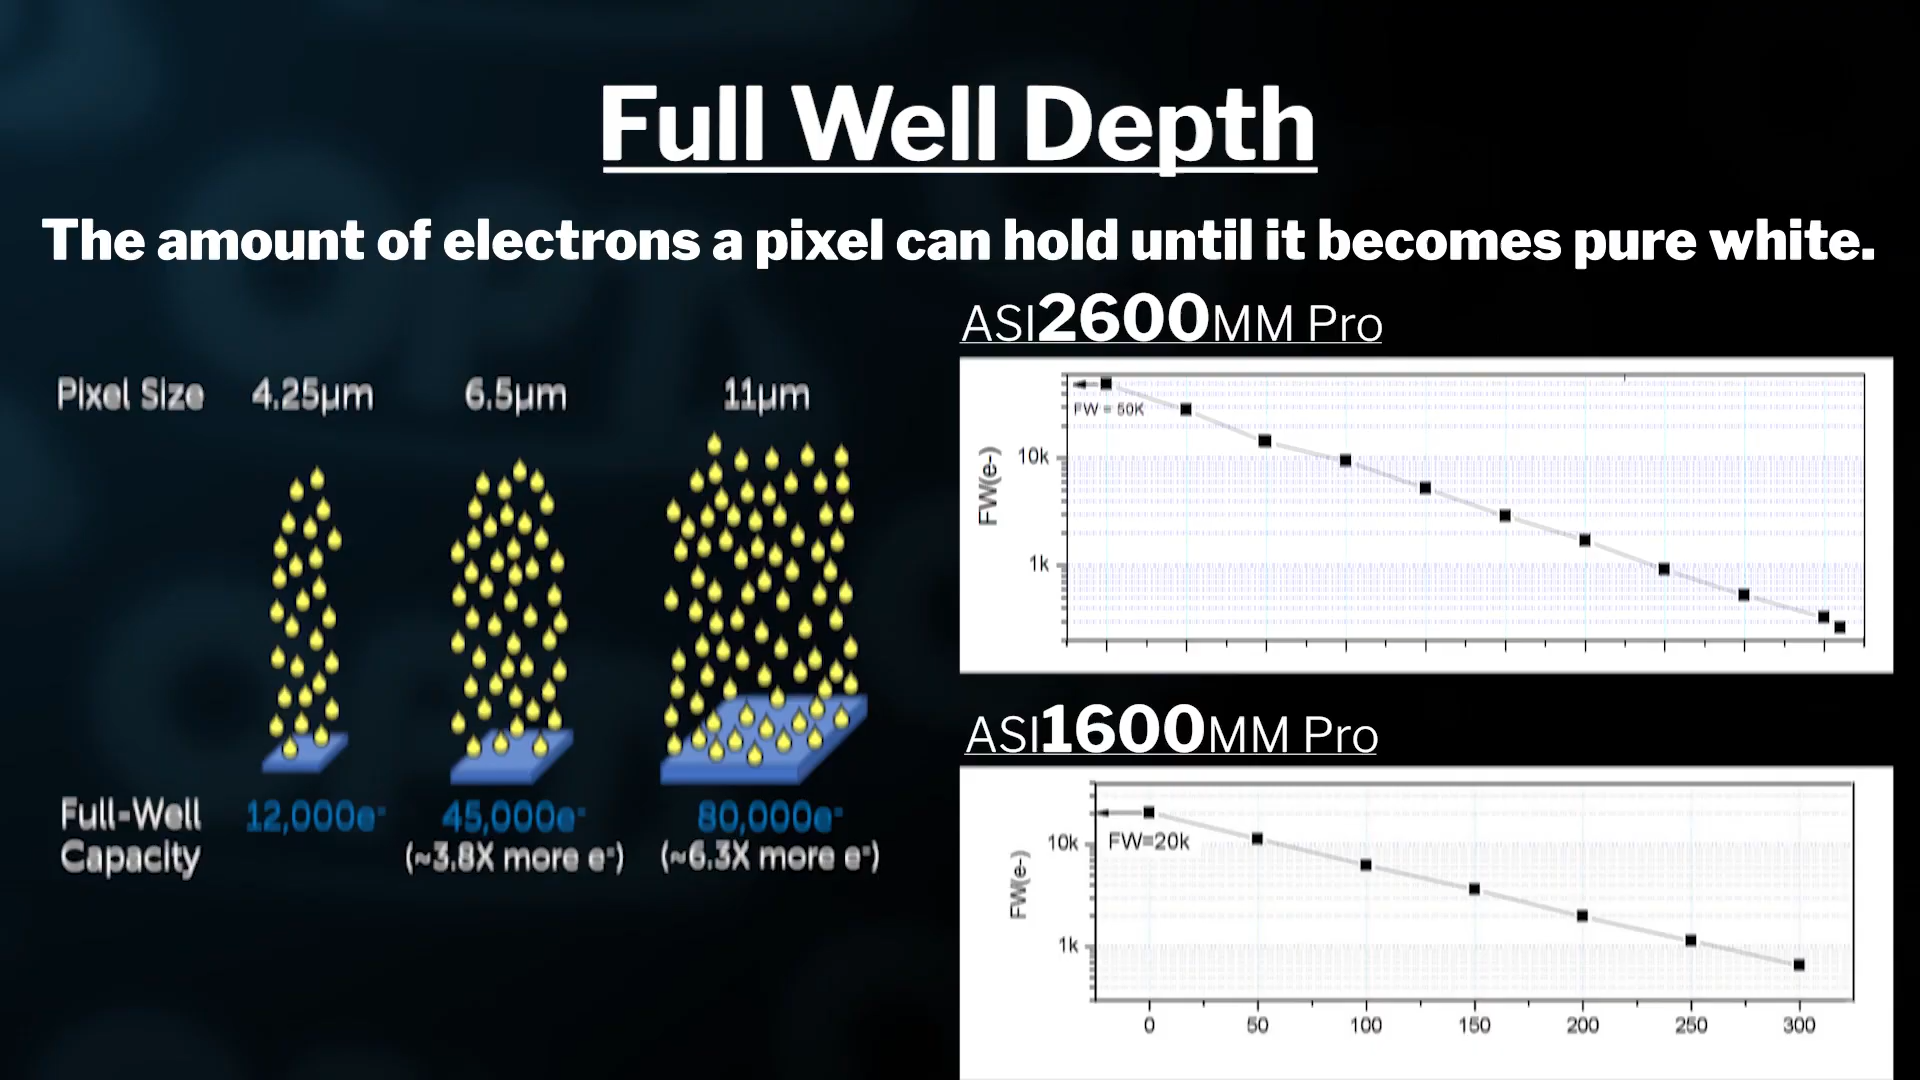 Full Well Depth
The amount of electrons a pixel can hold until it becomes pure white.
Pixel Size 4.25µm 6.5µm 11µm
Full-Well Capacity
12,000e⁻
45,000e⁻
(~3.8X more e⁻)
80,000e⁻
(~6.3X more e⁻)
ASI2600MM Pro
FW = 50K
10k
1k
FW(e-)
ASI1600MM Pro
FW=20k
10k
1k
FW(e-)
0 50 100 150 200 250 300